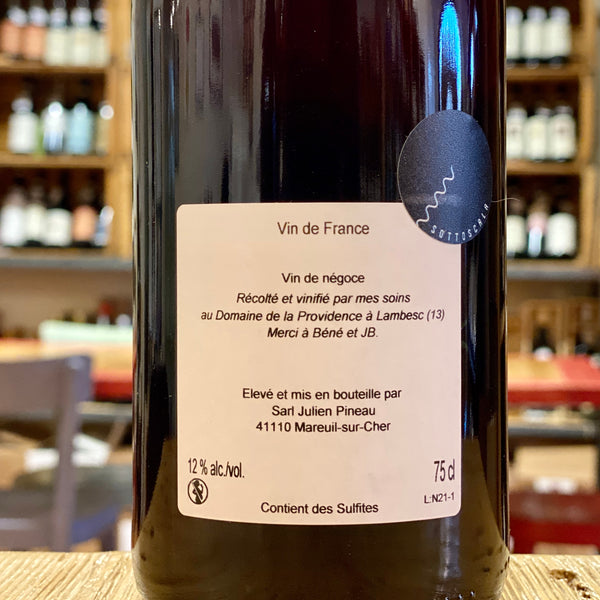 SOTTOSCALA
Vin de France
Vin de négoce
Récolté et vinifié par mes soins
au Domaine de la Providence à Lambesc (13)
Merci à Béné et JB.
Elevé et mis en bouteille par
Sarl Julien Pineau
41110 Mareuil-sur-Cher
12 % alc./vol.
75 cl
L:N21-1
Contient des Sulfites